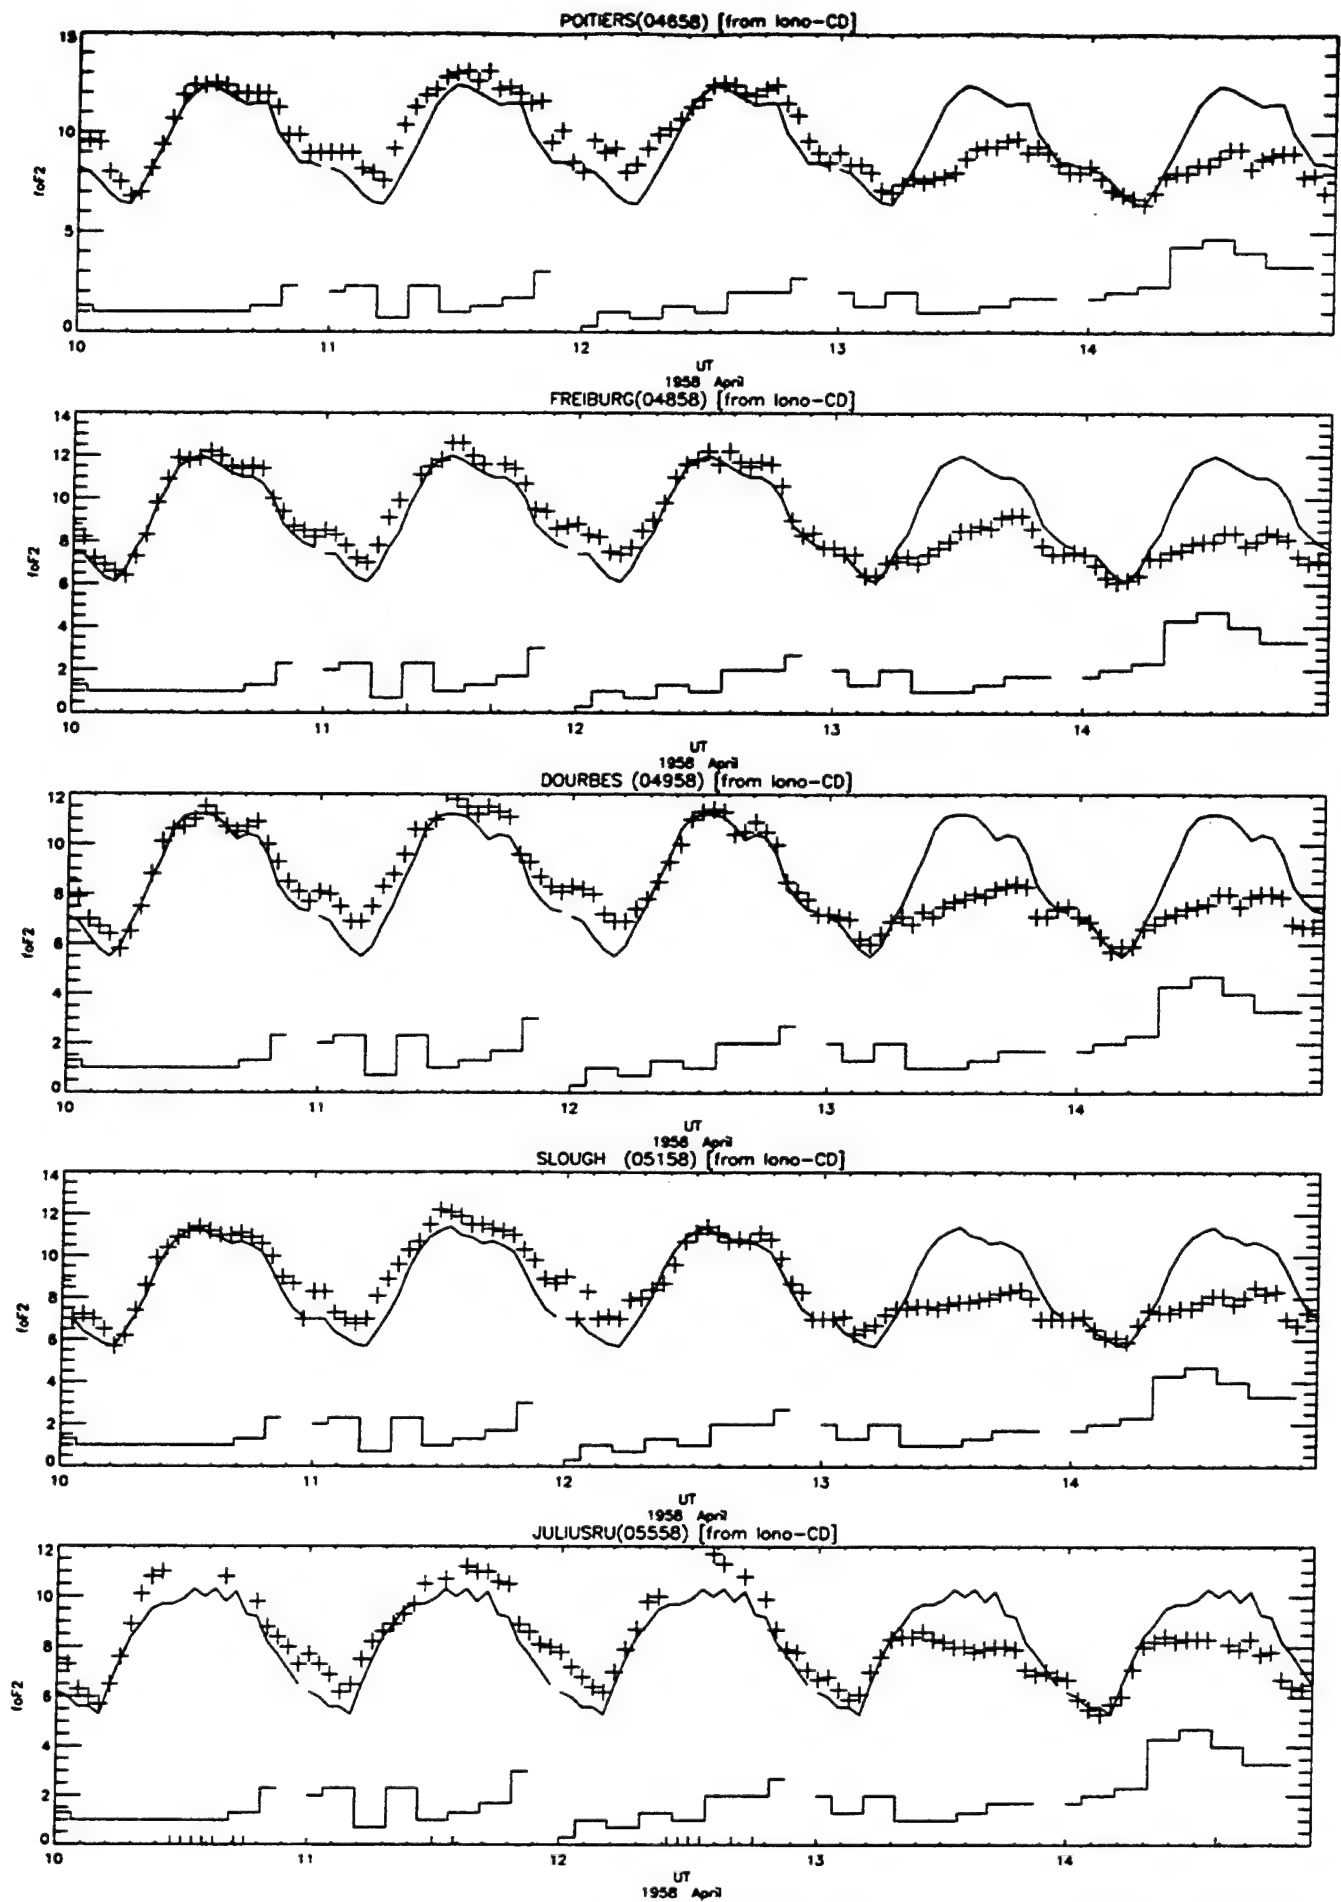 POITIERS(04658) [from Iono-CD]
15
10
5
0
foF2
10 11 12 13 14
UT
1958 April
FREIBURG(04858) [from Iono-CD]
14
12
10
8
6
4
2
0
foF2
10 11 12 13 14
UT
1958 April
DOURBES (04958) [from Iono-CD]
12
10
8
6
4
2
0
foF2
10 11 12 13 14
UT
1958 April
SLOUGH (05158) [from Iono-CD]
14
12
10
8
6
4
2
0
foF2
10 11 12 13 14
UT
1958 April
JULIUSRU(05558) [from Iono-CD]
12
10
8
6
4
2
0
foF2
10 11 12 13 14
UT
1958 April